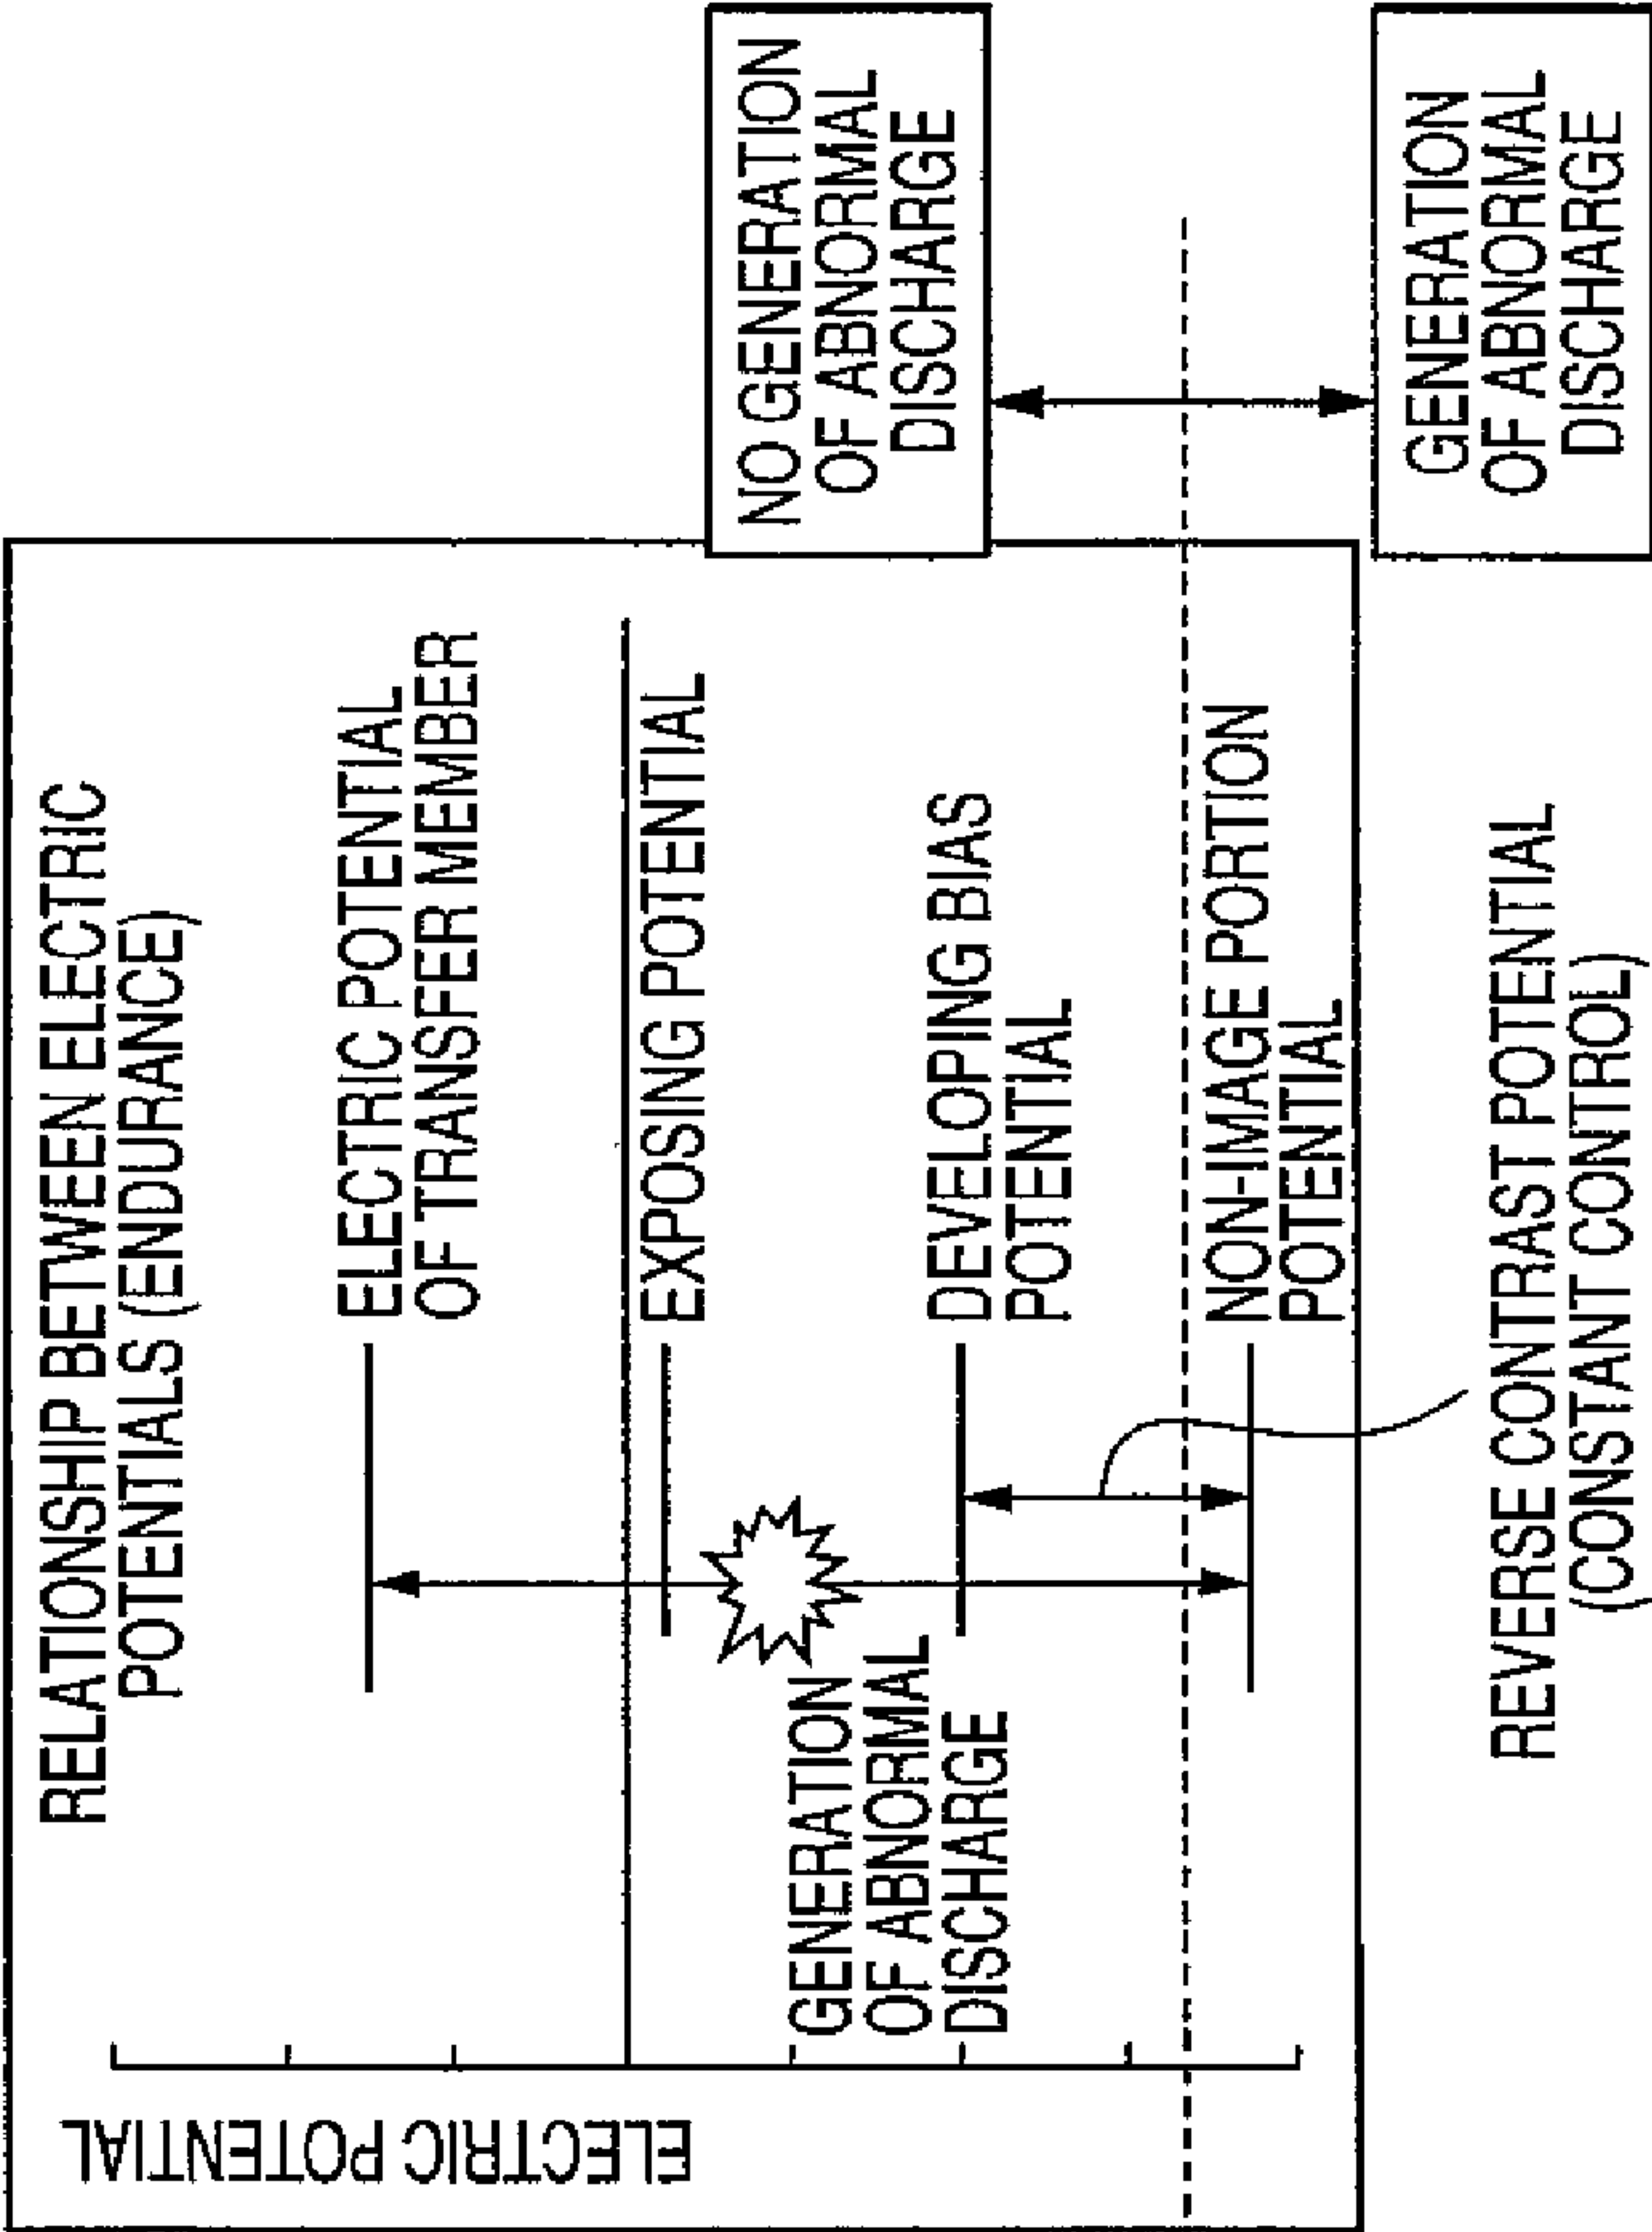 RELATIONSHIP BETWEEN ELECTRIC
POTENTIALS (ENDURANCE)
ELECTRIC POTENTIAL
ELECTRIC POTENTIAL
OF TRANSFER MEMBER
EXPOSING POTENTIAL
GENERATION
OF ABNORMAL
DISCHARGE
DEVELOPING BIAS
POTENTIAL
NON-IMAGE PORTION
POTENTIAL
NO GENERATION
OF ABNORMAL
DISCHARGE
GENERATION
OF ABNORMAL
DISCHARGE
REVERSE CONTRAST POTENTIAL
(CONSTANT CONTROL)